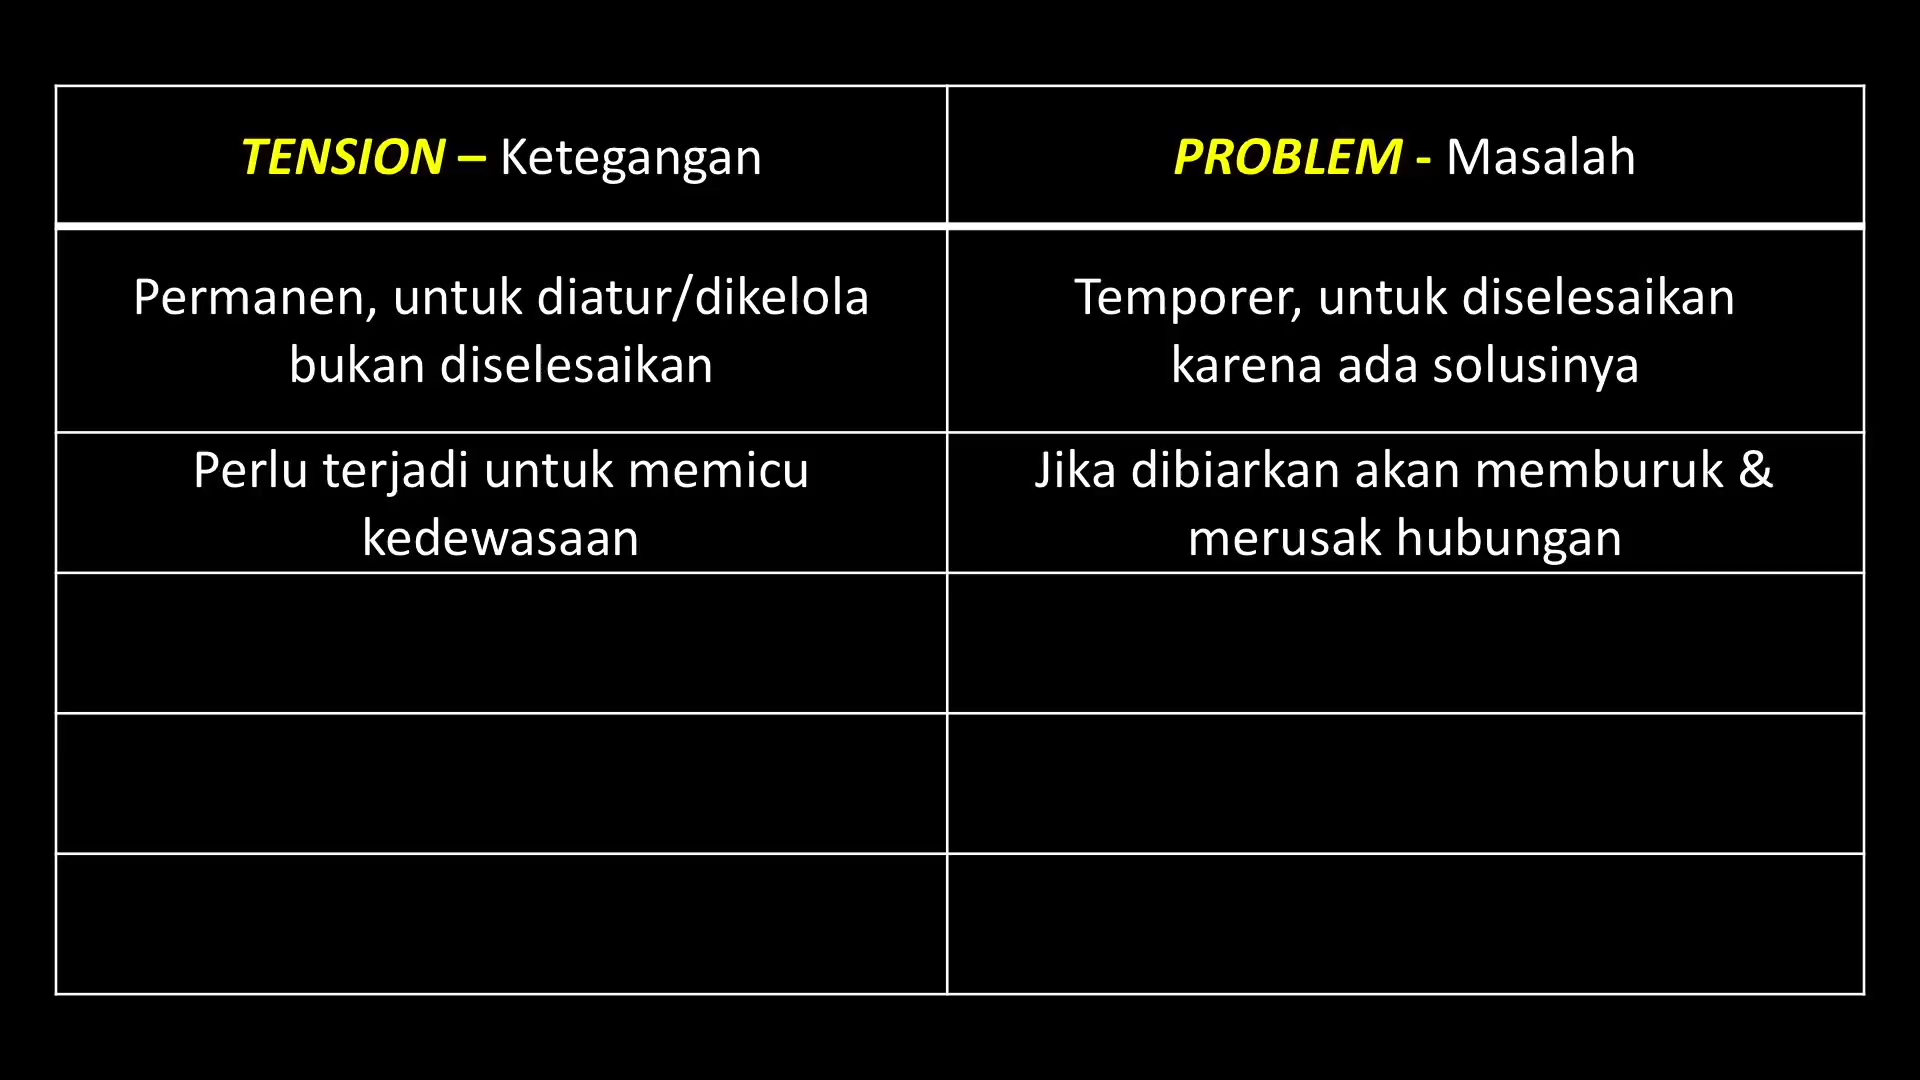 TENSION – Ketegangan
PROBLEM - Masalah
Permanen, untuk diatur/dikelola
bukan diselesaikan
Temporer, untuk diselesaikan
karena ada solusinya
Perlu terjadi untuk memicu
kedewasaan
Jika dibiarkan akan memburuk &
merusak hubungan